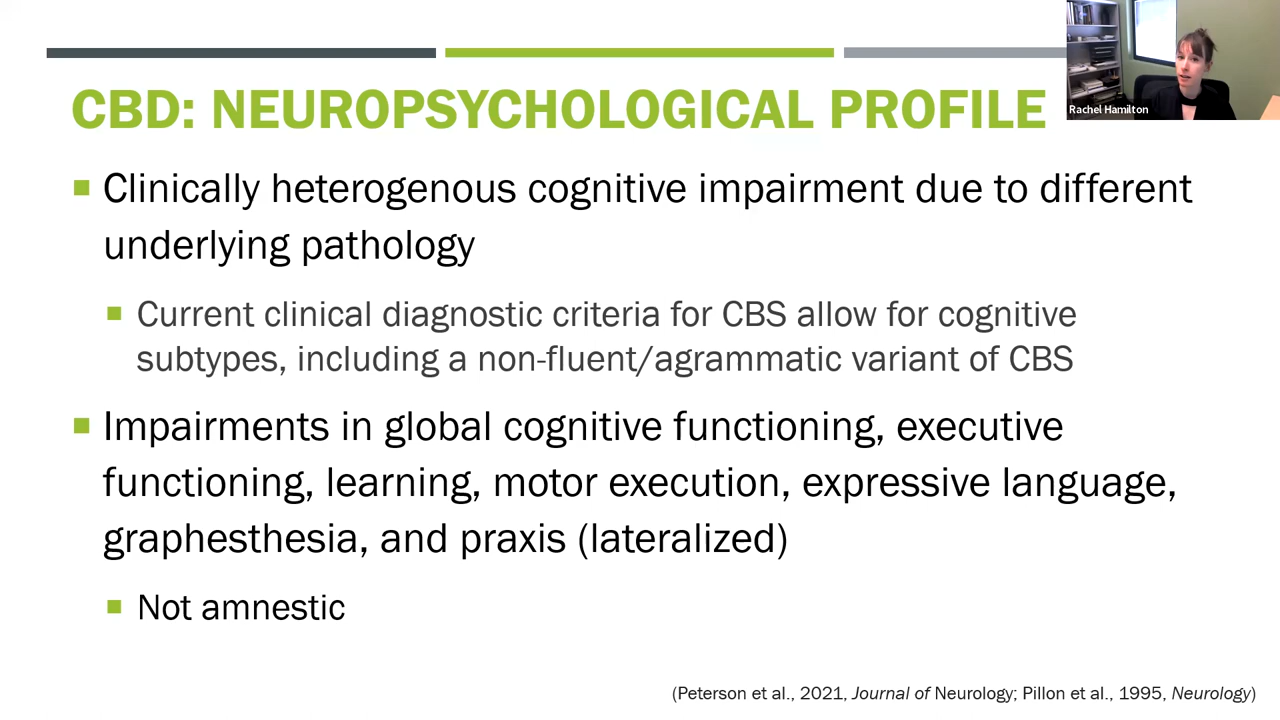 CBD: NEUROPSYCHOLOGICAL PROFILE
Rachel Hamilton
Clinically heterogenous cognitive impairment due to different
underlying pathology
Current clinical diagnostic criteria for CBS allow for cognitive
subtypes, including a non-fluent/agrammatic variant of CBS
Impairments in global cognitive functioning, executive
functioning, learning, motor execution, expressive language,
graphesthesia, and praxis (lateralized)
Not amnestic
(Peterson et al., 2021, Journal of Neurology; Pillon et al., 1995, Neurology)